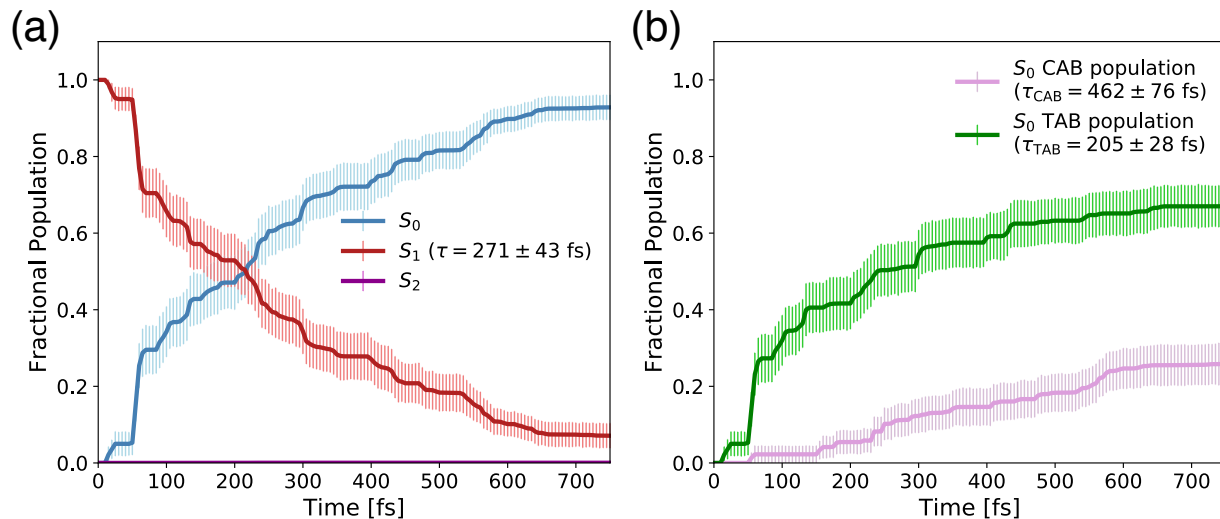 (a)
Fractional Population
1.0
0.8
0.6
0.4
0.2
0.0
S₀
S₁ (τ = 271 ± 43 fs)
S₂
0 100 200 300 400 500 600 700
Time [fs]
(b)
Fractional Population
1.0
0.8
0.6
0.4
0.2
0.0
S₀ CAB population
(τCAB = 462 ± 76 fs)
S₀ TAB population
(τTAB = 205 ± 28 fs)
0 100 200 300 400 500 600 700
Time [fs]